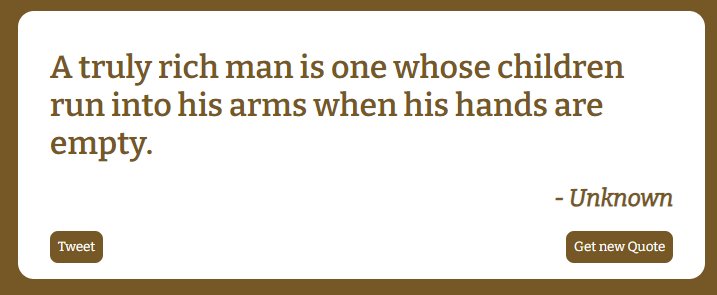 A truly rich man is one whose children
run into his arms when his hands are
empty.
- Unknown
Tweet
Get new Quote